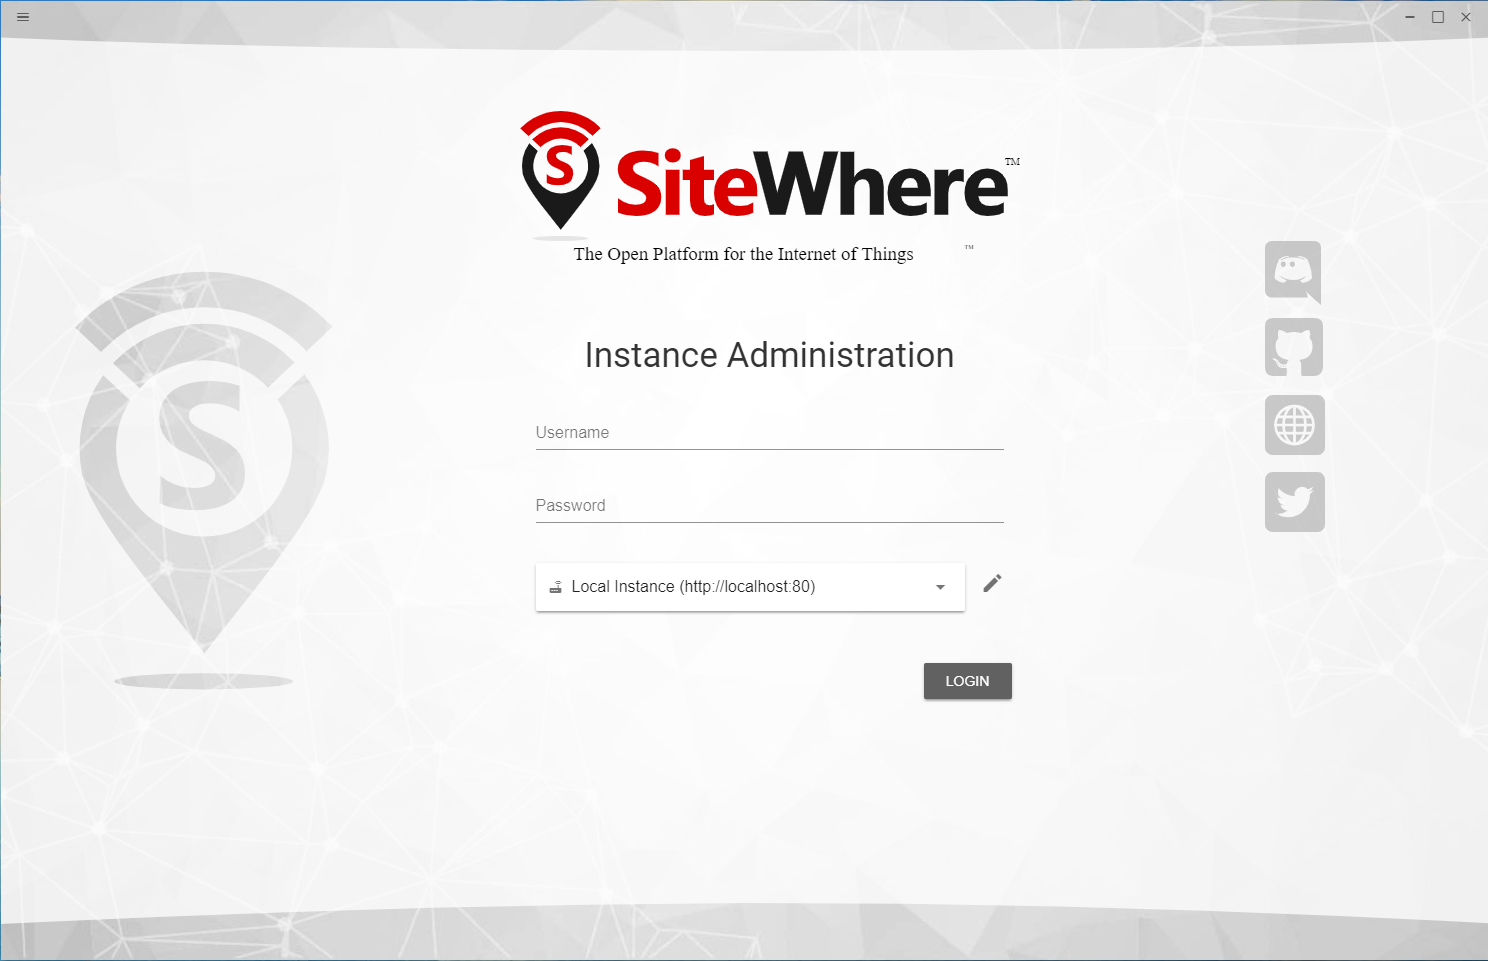 SiteWhere™
The Open Platform for the Internet of Things ™
Instance Administration
Username
Password
Local Instance (http://localhost:80)
LOGIN